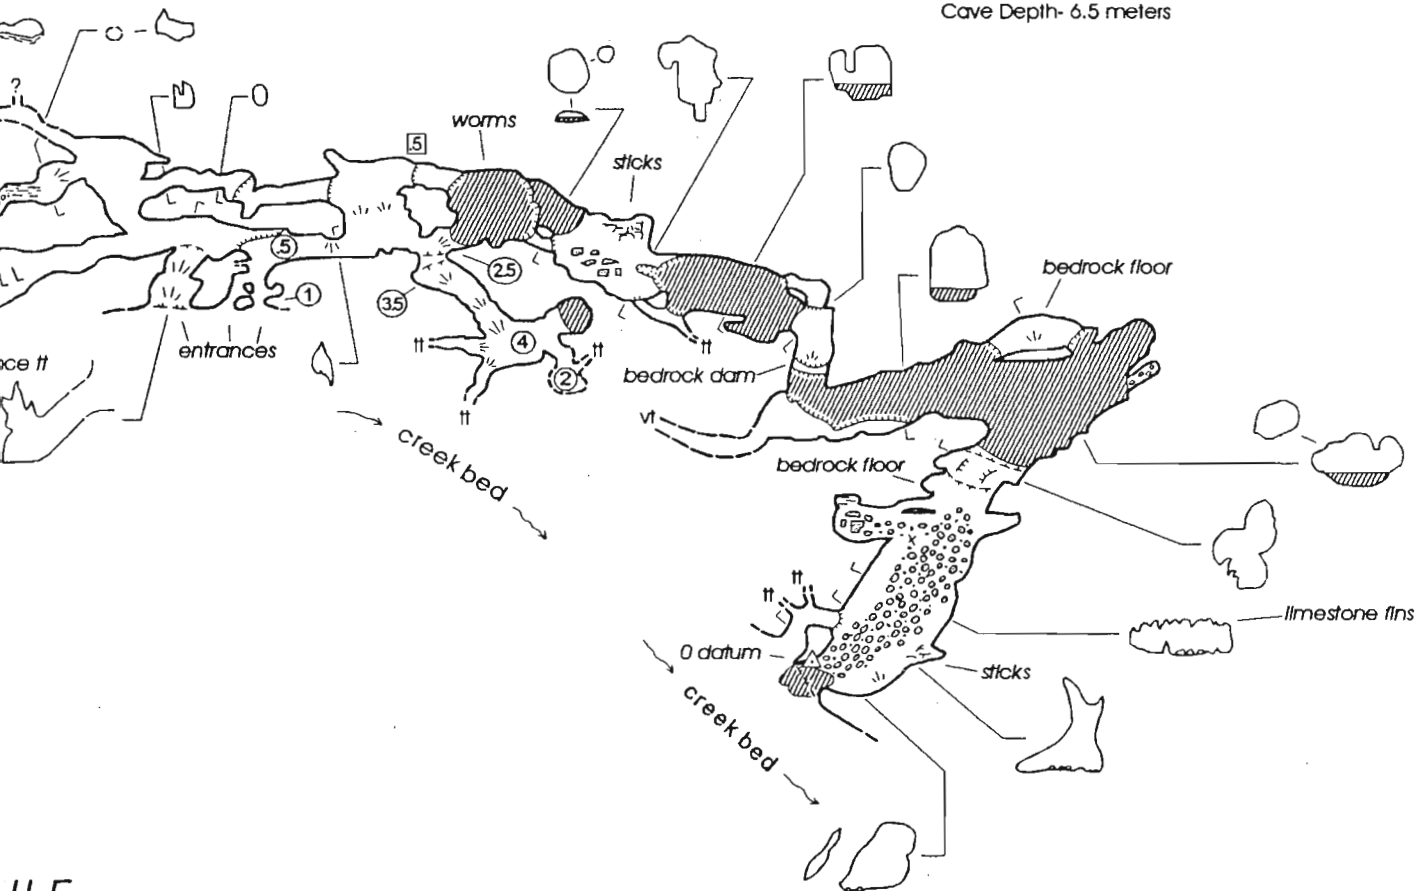 Cave Depth- 6.5 meters
?
.5
worms
sticks
.5
2.5
1
3.5
bedrock floor
entrances
tt
4
tt
tt
bedrock dam
2
tt
vt
creek bed
bedrock floor
tt
tt
limestone fins
0 datum
sticks
creek bed